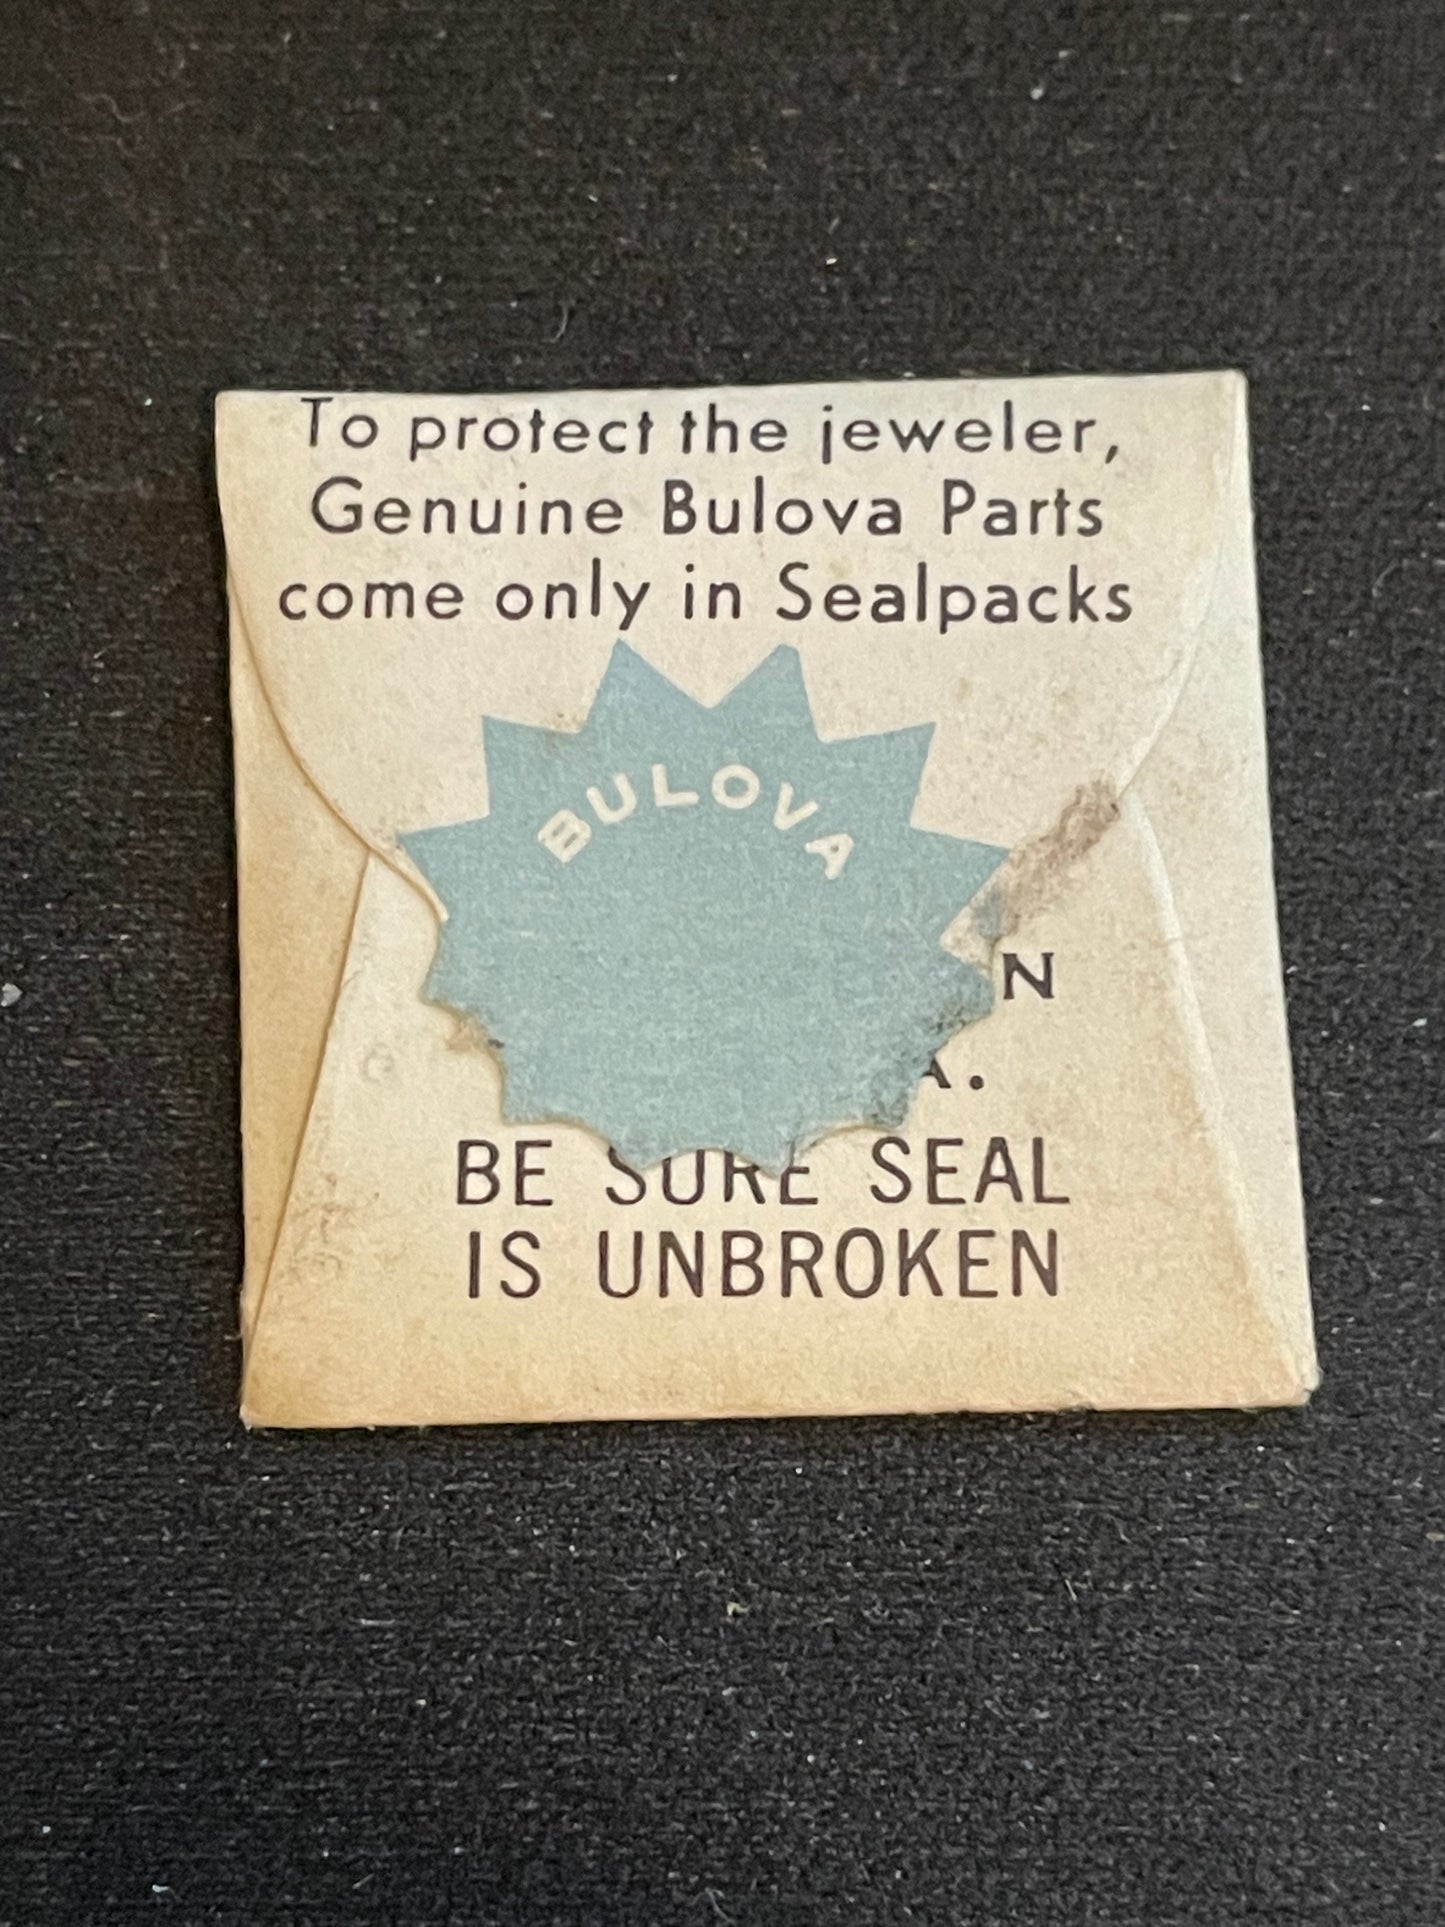 To protect the jeweler,
Genuine Bulova Parts
come only in Sealpacks
BULOVA
BE SURE SEAL
IS UNBROKEN